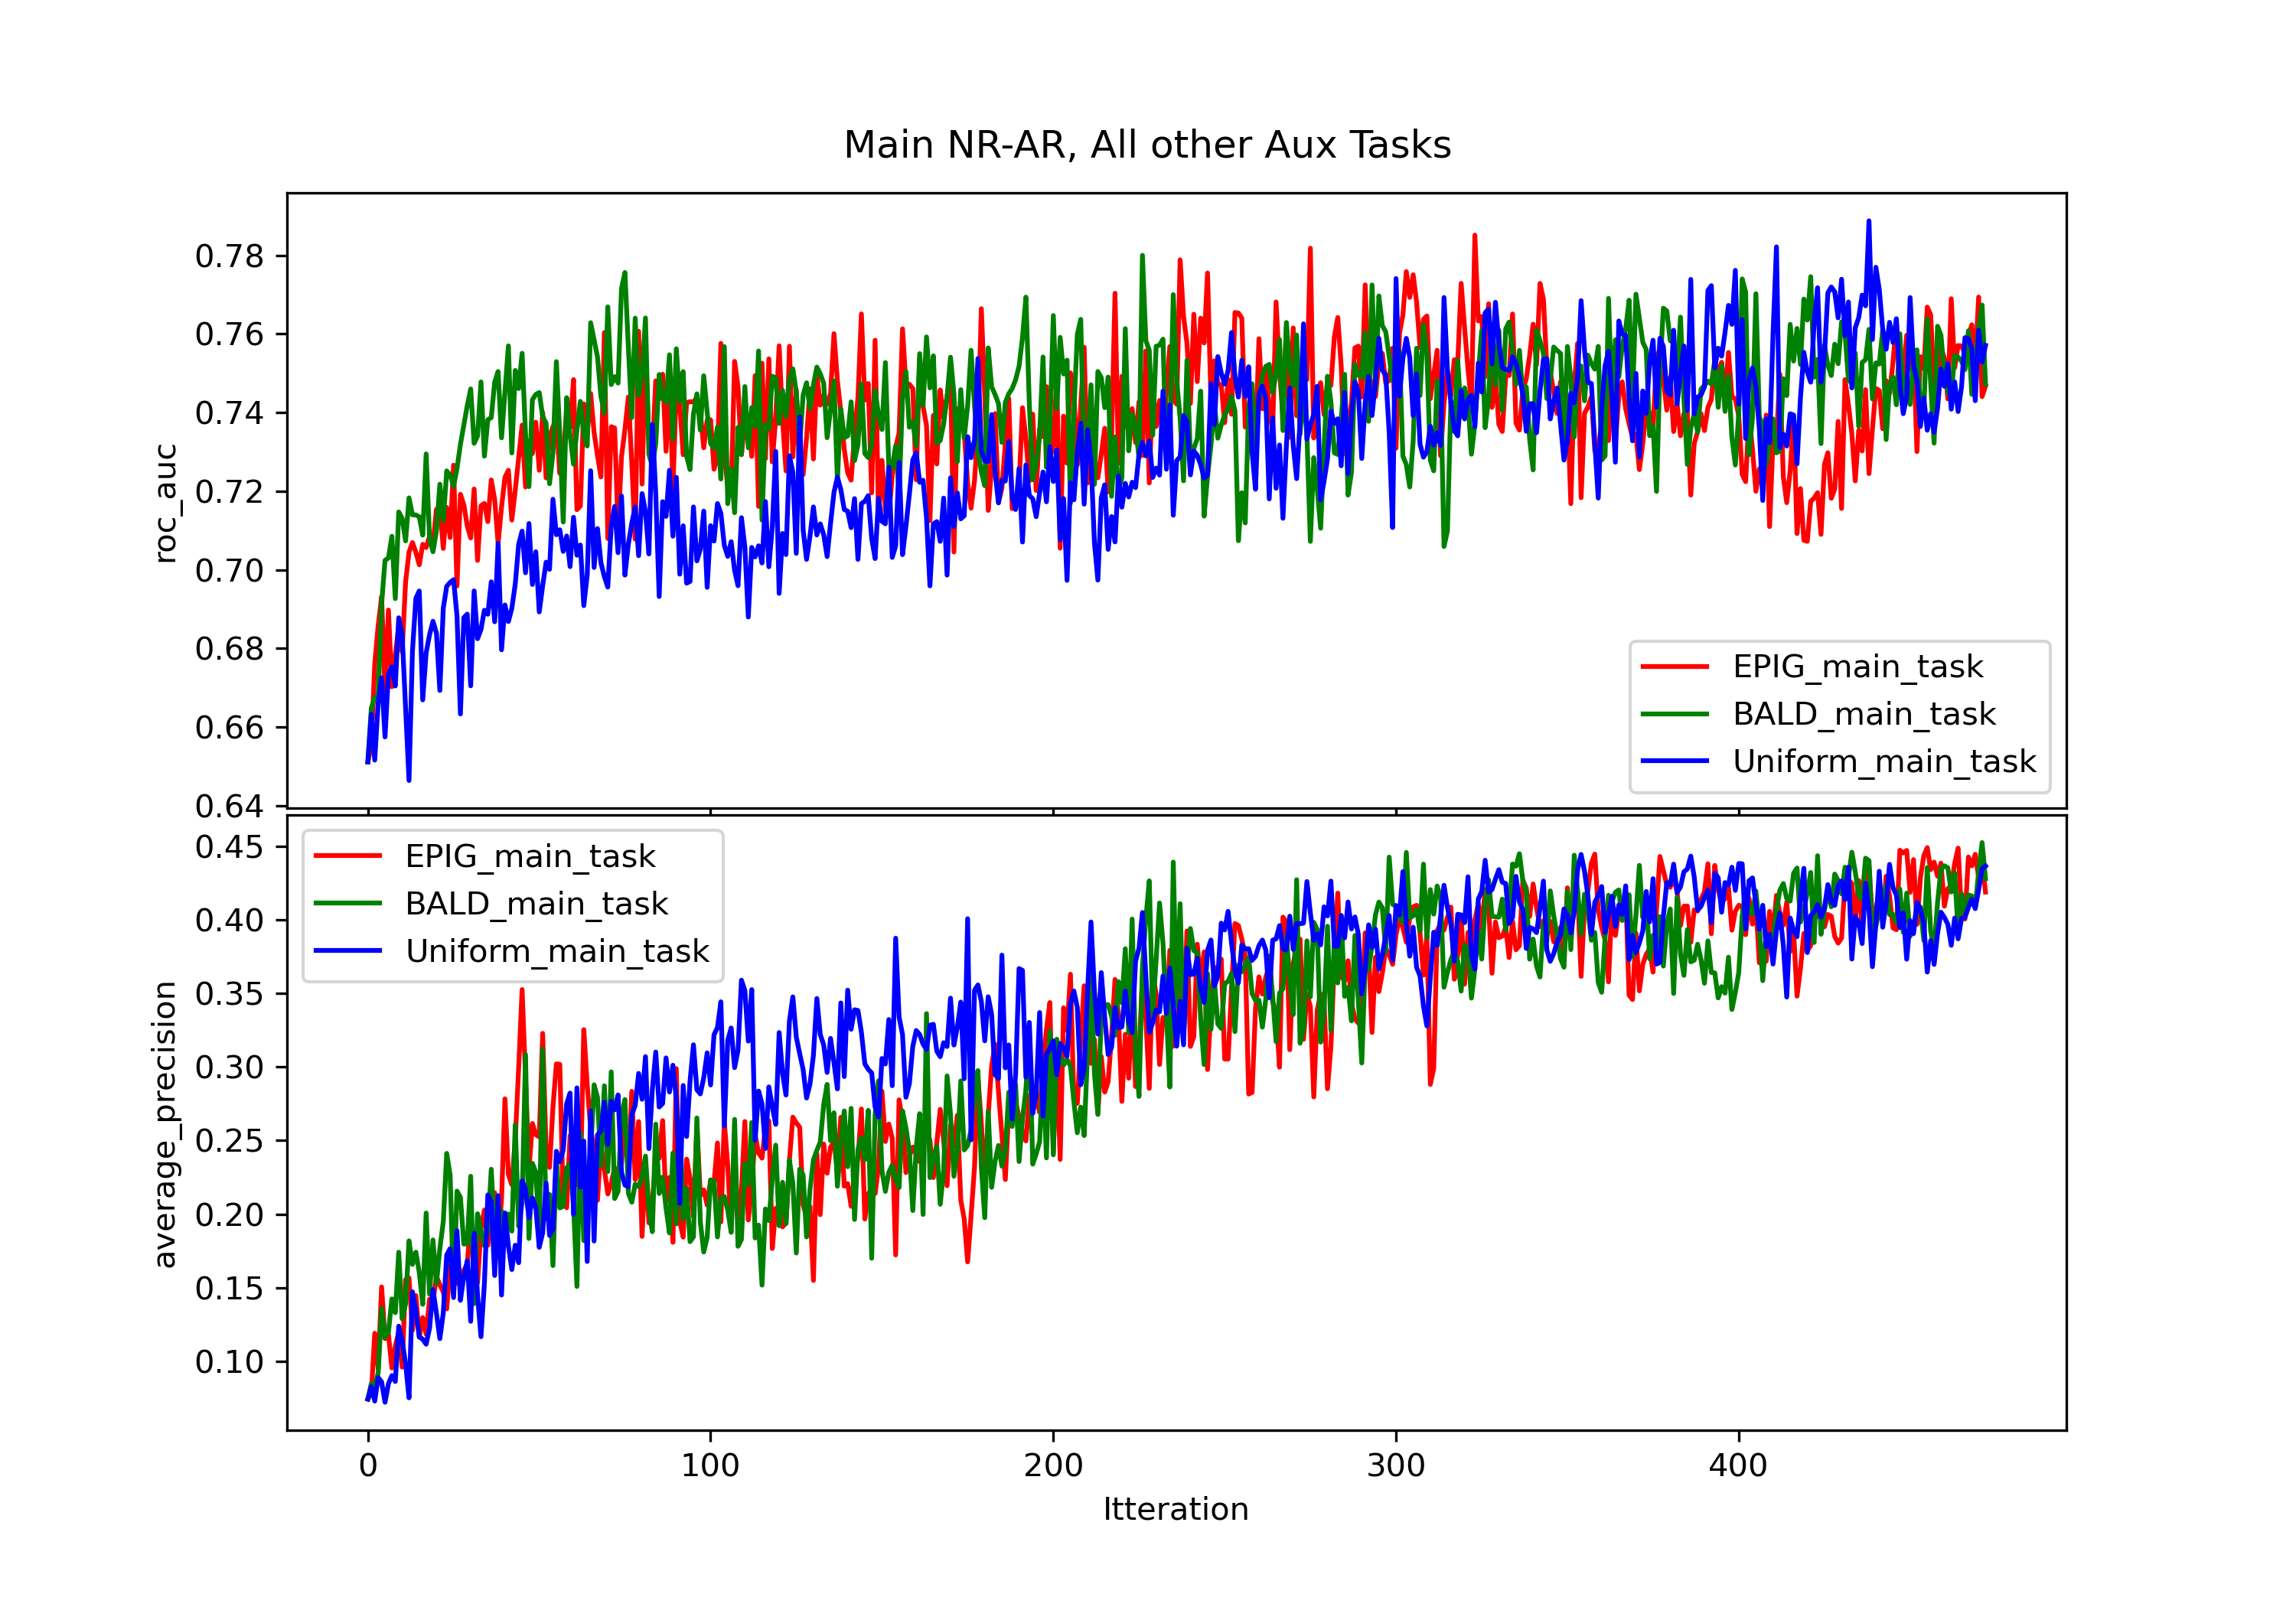 Main NR-AR, All other Aux Tasks
roc_auc
0.78
0.76
0.74
0.72
0.70
0.68
0.66
0.64
EPIG_main_task
BALD_main_task
Uniform_main_task
average_precision
0.45
0.40
0.35
0.30
0.25
0.20
0.15
0.10
EPIG_main_task
BALD_main_task
Uniform_main_task
0 100 200 300 400
Itteration